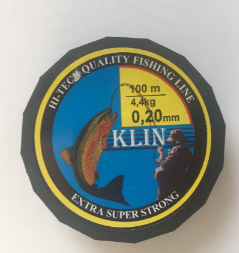 HI-TECH QUALITY FISHING LINE
100 m
4,4kg
0,20mm
KLIN
EXTRA SUPER STRONG